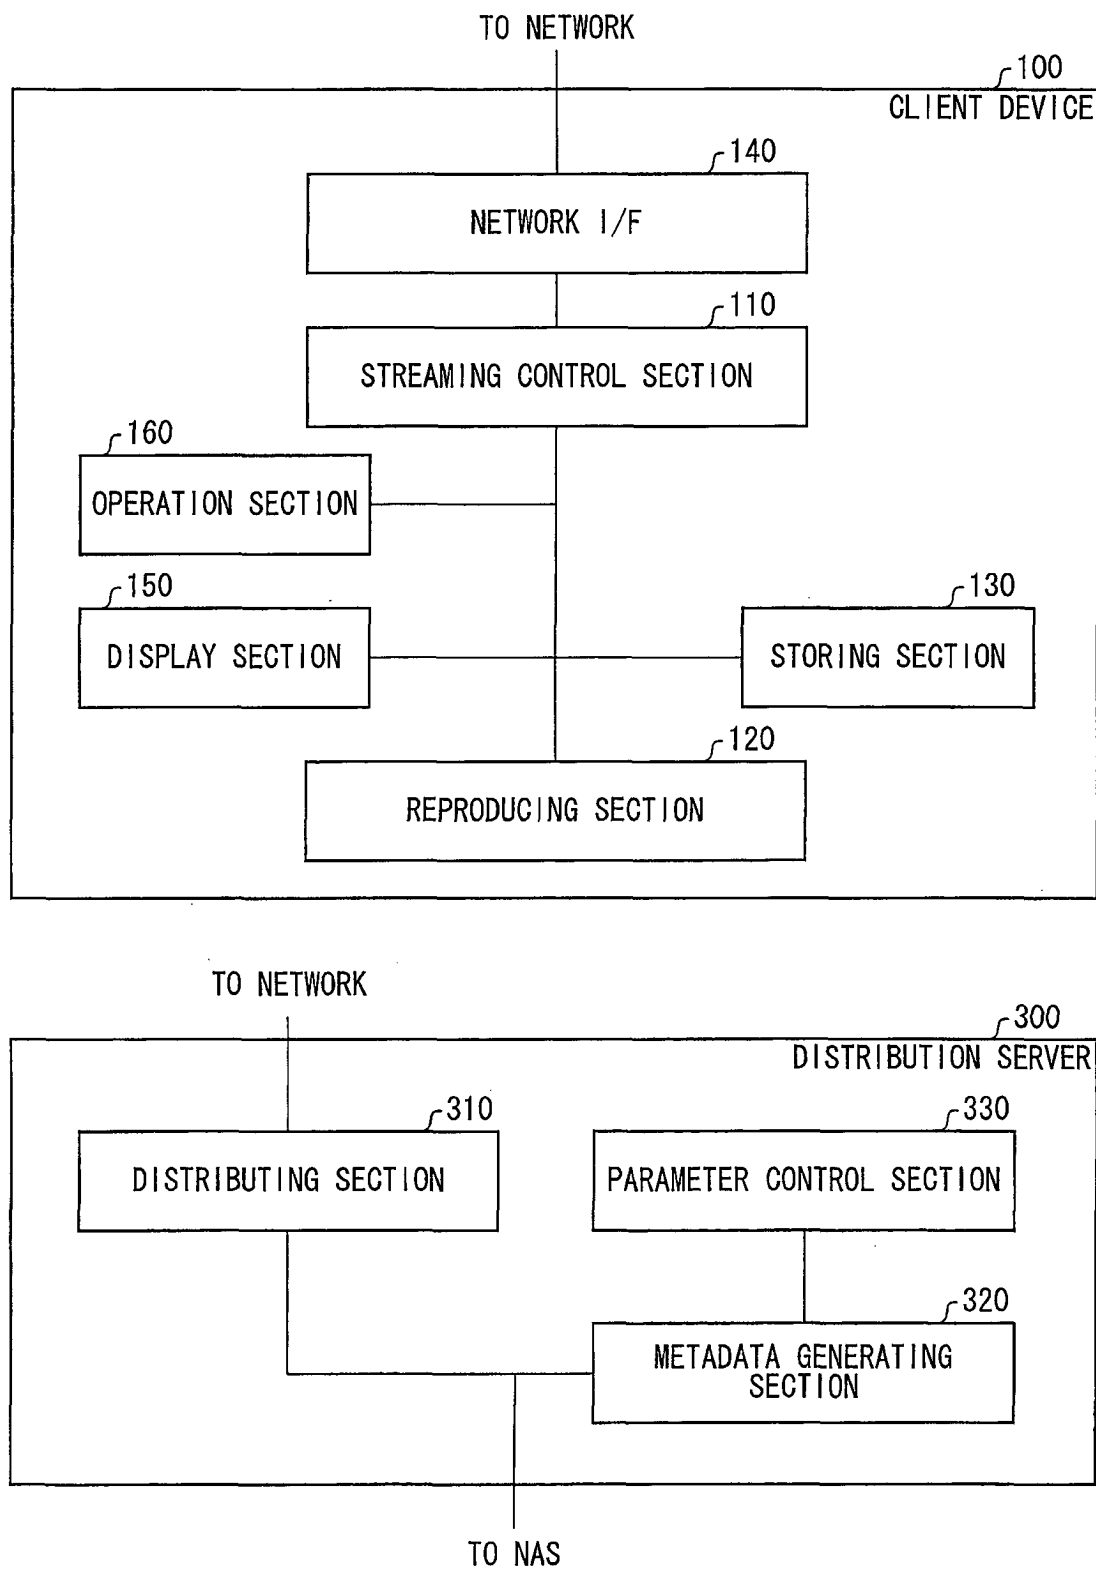 TO NETWORK
100
CLIENT DEVICE
140
NETWORK I/F
110
STREAMING CONTROL SECTION
160
OPERATION SECTION
150
DISPLAY SECTION
130
STORING SECTION
120
REPRODUCING SECTION
TO NETWORK
300
DISTRIBUTION SERVER
310
DISTRIBUTING SECTION
330
PARAMETER CONTROL SECTION
320
METADATA GENERATING
SECTION
TO NAS